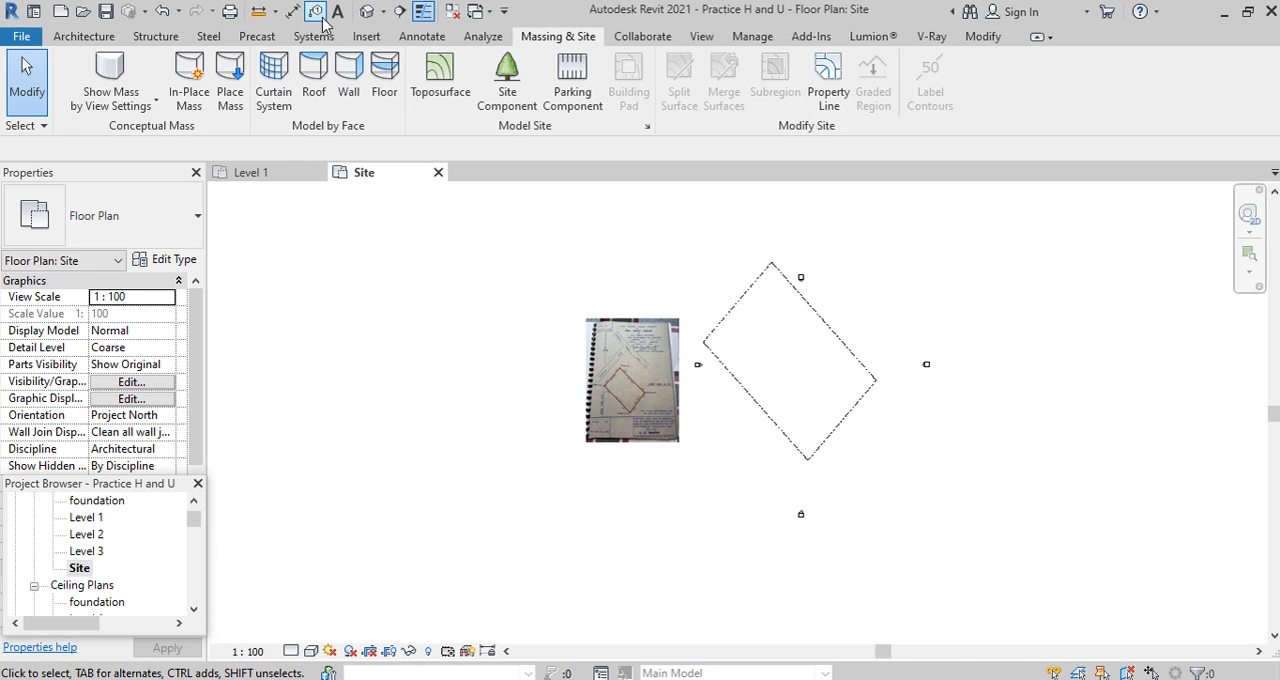 Autodesk Revit 2021 - Practice H and U - Floor Plan: Site
Sign In
File Architecture Structure Steel Precast Systems Insert Annotate Analyze Massing & Site Collaborate View Manage Add-Ins Lumion® V-Ray Modify
Modify
Show Mass
by View Settings
In-Place
Mass
Place
Mass
Curtain
System
Roof
Wall
Floor
Toposurface
Site
Component
Parking
Component
Building
Pad
Split
Surface
Merge
Surfaces
Subregion
Property
Line
Graded
Region
Label
Contours
Select
Conceptual Mass
Model by Face
Model Site
Modify Site
Properties
Level 1
Site
Floor Plan
Floor Plan: Site
Edit Type
Graphics
View Scale 1 : 100
Scale Value 1: 100
Display Model Normal
Detail Level Coarse
Parts Visibility Show Original
Visibility/Grap... Edit...
Graphic Displ... Edit...
Orientation Project North
Wall Join Disp... Clean all wall j...
Discipline Architectural
Show Hidden ... By Discipline
Project Browser - Practice H and U
foundation
Level 1
Level 2
Level 3
Site
Ceiling Plans
foundation
Properties help
Apply
1 : 100
Click to select, TAB for alternates, CTRL adds, SHIFT unselects.
:0
Main Model
:0
2D